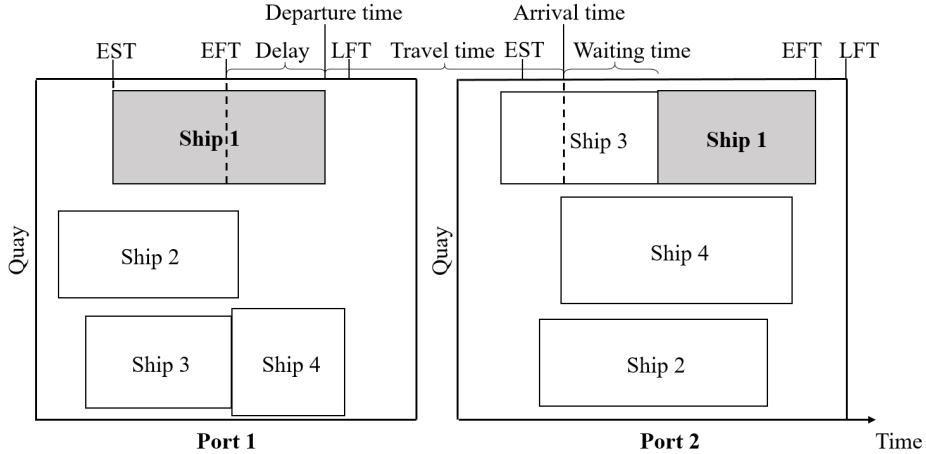 Departure time
Arrival time
EST
EFT
Delay
LFT
Travel time
EST
Waiting time
EFT
LFT
Ship 1
Ship 3
Ship 1
Quay
Ship 2
Quay
Ship 4
Ship 3
Ship 4
Ship 2
Port 1
Port 2
Time